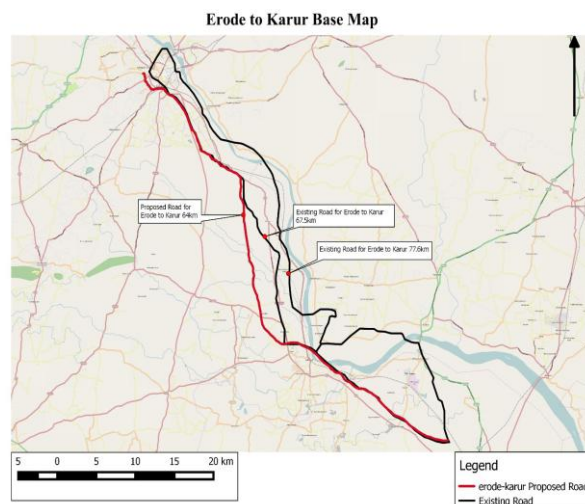 Erode to Karur Base Map
Proposed Road for
Erode to Karur 64km
Existing Road for Erode to Karur
67.5km
Existing Road for Erode to Karur 77.6km
5 0 5 10 15 20 km
Legend
erode-karur Proposed Road
Existing Road